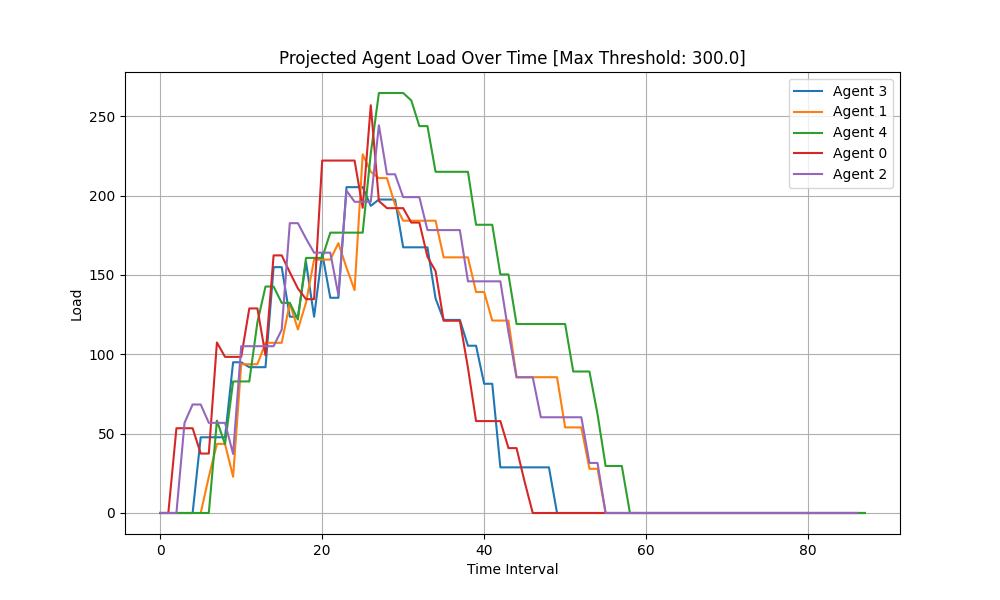 Projected Agent Load Over Time [Max Threshold: 300.0]
Agent 3
Agent 1
Agent 4
Agent 0
Agent 2
250
200
150
100
50
0
Load
0 20 40 60 80
Time Interval